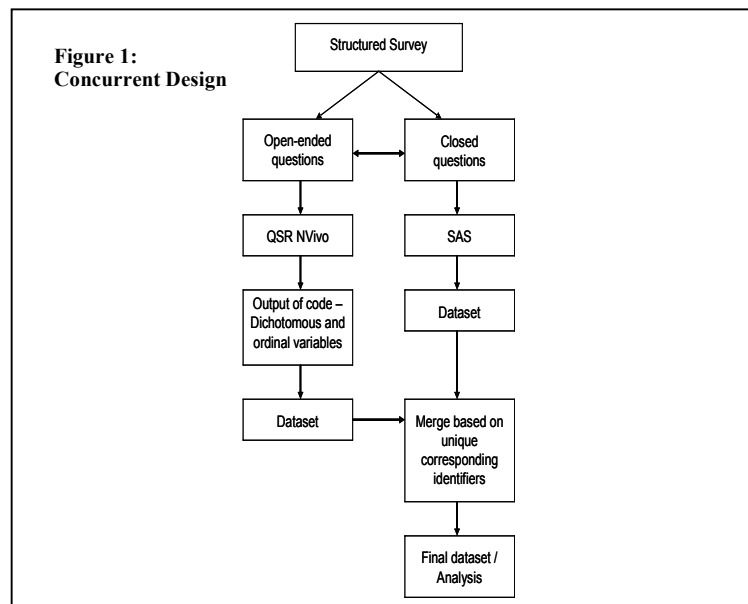 Figure 1:
Concurrent Design
Structured Survey
Open-ended
questions
Closed
questions
QSR NVivo
SAS
Output of code –
Dichotomous and
ordinal variables
Dataset
Dataset
Merge based on
unique
corresponding
identifiers
Final dataset /
Analysis